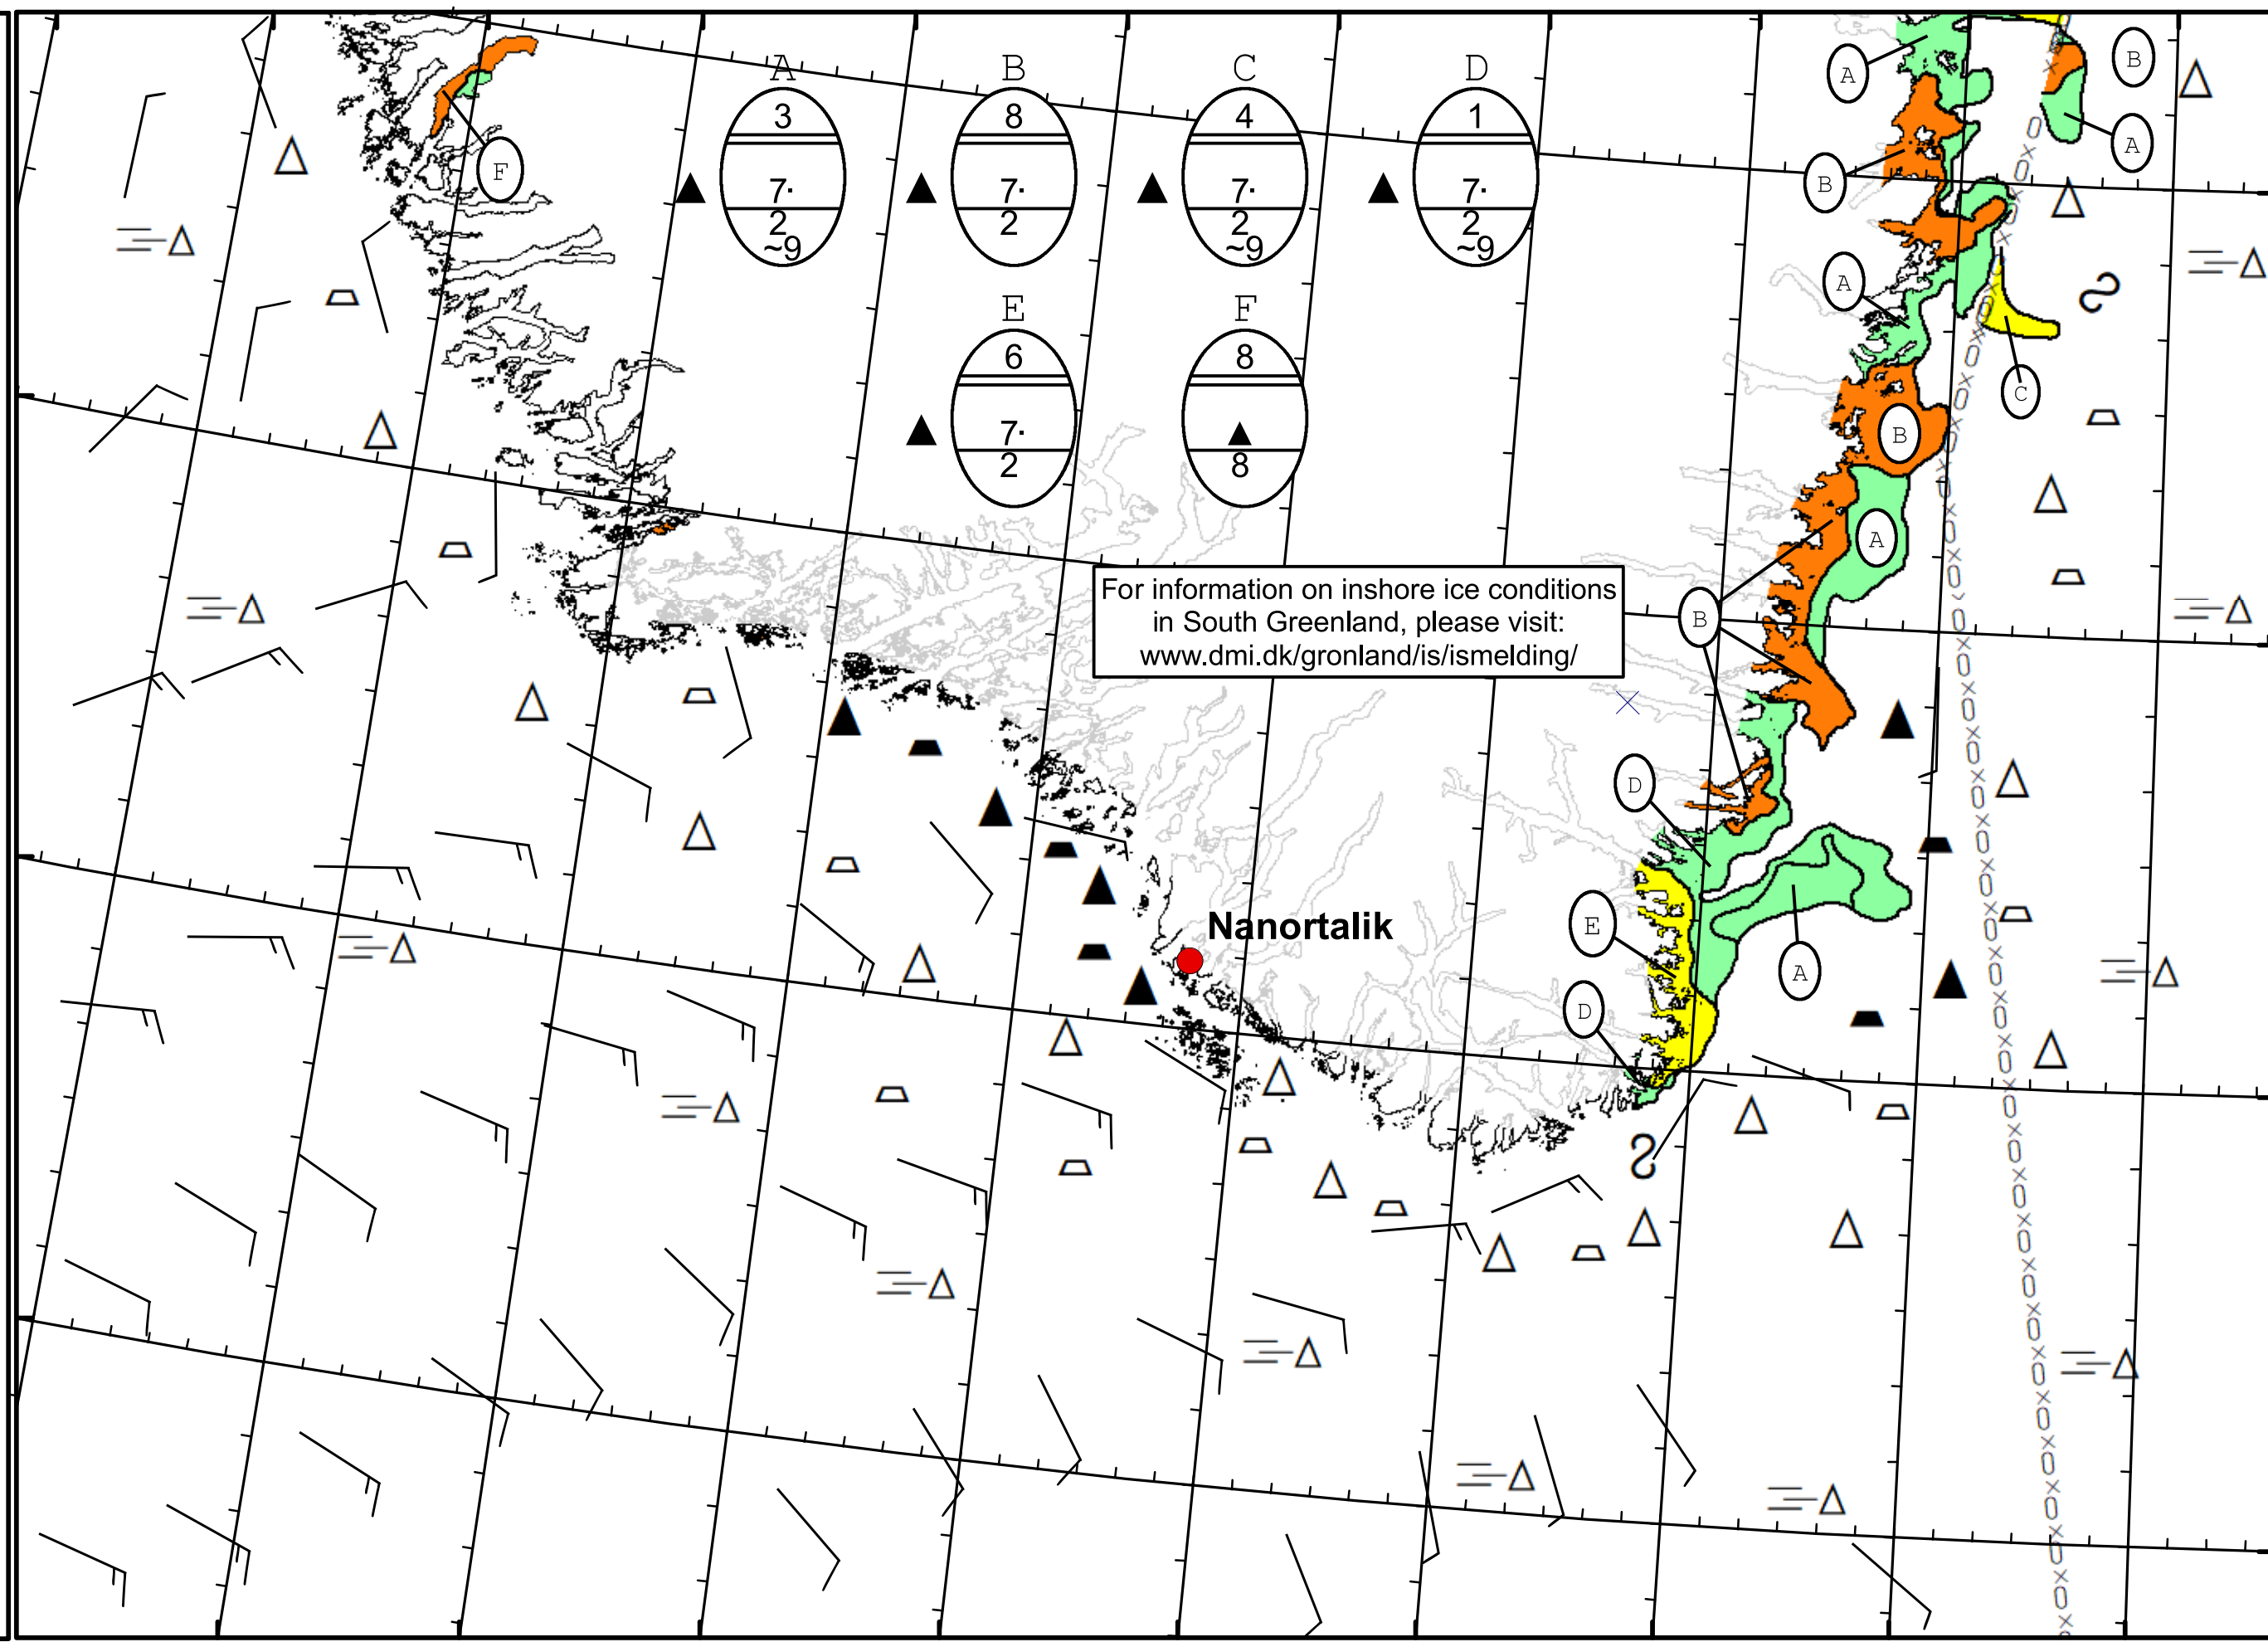 A B C D
3 8 4 1
7· 7· 7· 7·
2 2 2 2
~9 ~9 ~9
E F
6 8
7·
2 8
F
A
B
A
B
A
C
B
A
B
For information on inshore ice conditions
in South Greenland, please visit:
www.dmi.dk/gronland/is/ismelding/
D
Nanortalik
E
A
D